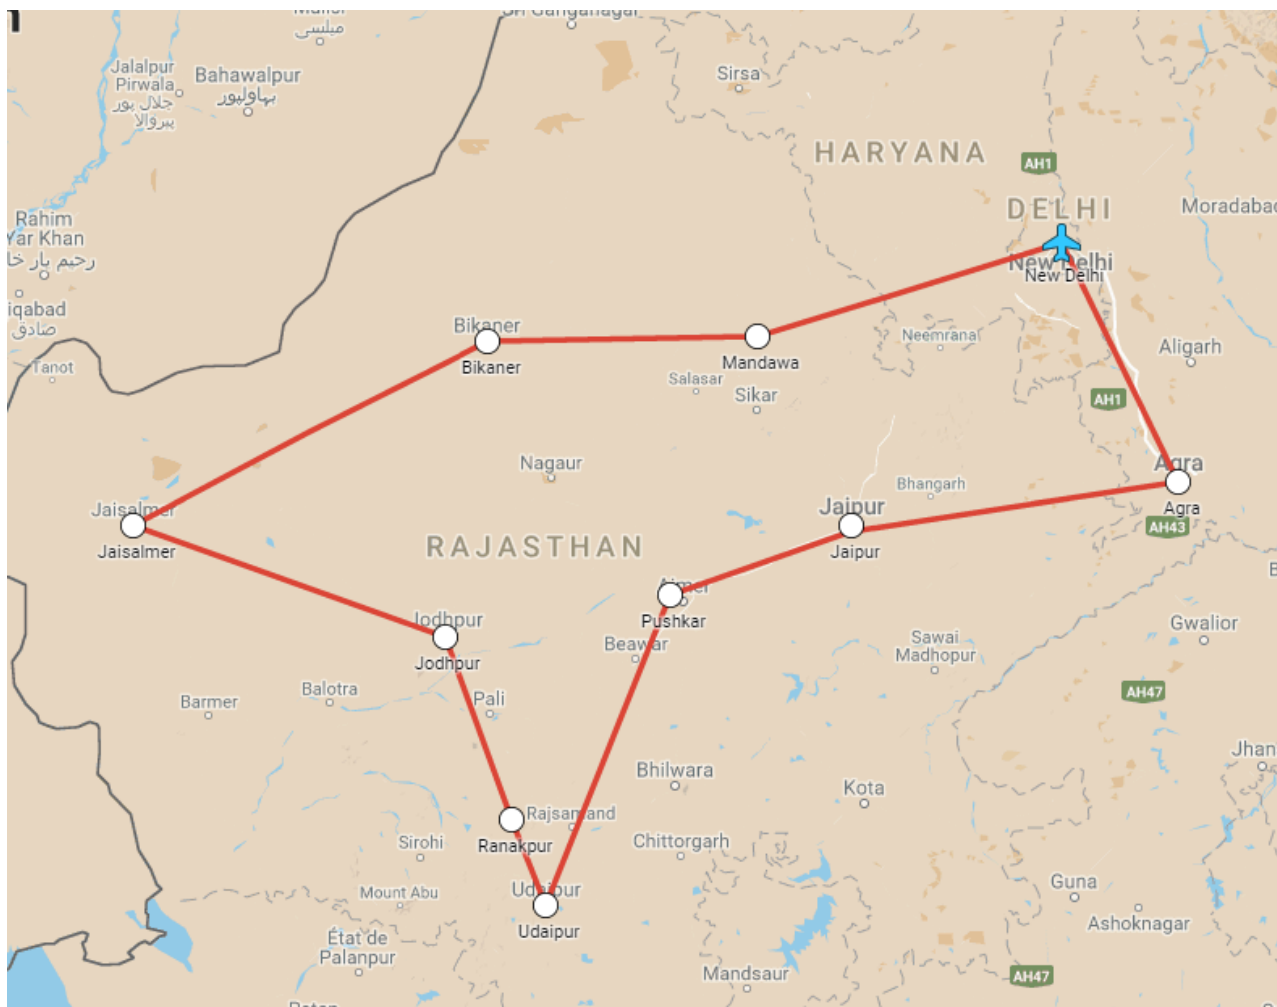 n
Sri Ganganagar
میلسی
Sirsa
Jalalpur
Pirwala
جلال پور
پیروالا
Bahawalpur
بہاولپور
HARYANA
AH1
DELHI
Moradabad
Rahim
Yar Khan
New Delhi
New Delhi
iqabad
صادق
Bikaner
Bikaner
Mandawa
Neemrana
Aligarh
Tanot
Salasar
Sikar
AH1
Nagaur
Agra
Agra
Bhangarh
Jaisalmer
Jaisalmer
Jaipur
Jaipur
AH43
RAJASTHAN
Ajmer
Pushkar
Jodhpur
Jodhpur
Beawar
Sawai
Madhopur
Gwalior
Barmer
Balotra
Pali
AH47
Bhilwara
Kota
Jhan
Rajsamand
Ranakpur
Sirohi
Chittorgarh
Mount Abu
Udaipur
Udaipur
Guna
Ashoknagar
État de
Palanpur
Mandsaur
AH47